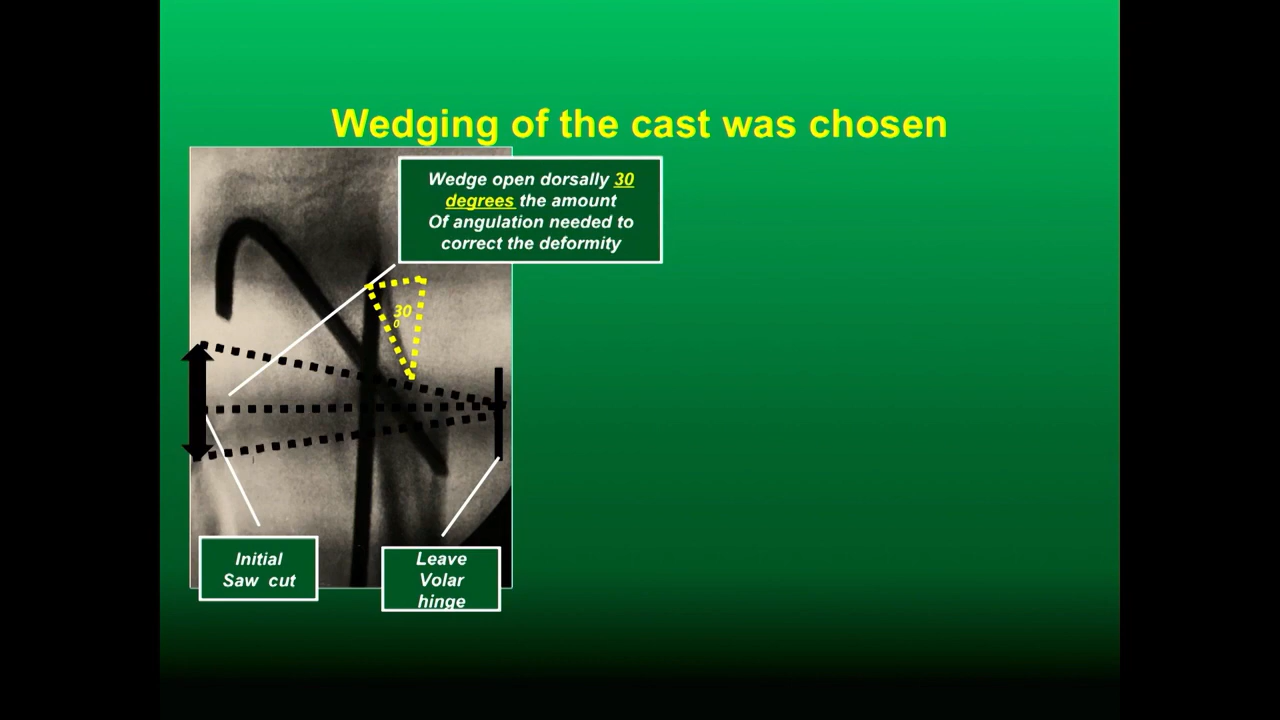 Wedging of the cast was chosen
Wedge open dorsally 30
degrees the amount
Of angulation needed to
correct the deformity
30
0
Initial
Saw cut
Leave
Volar
hinge